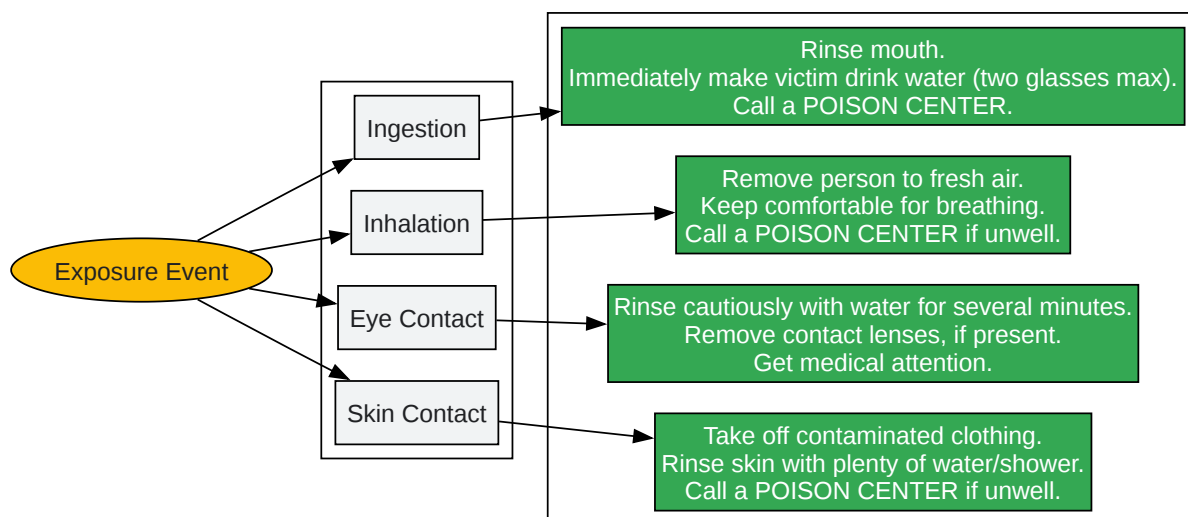 Exposure Event
Ingestion
Rinse mouth.
Immediately make victim drink water (two glasses max).
Call a POISON CENTER.
Inhalation
Remove person to fresh air.
Keep comfortable for breathing.
Call a POISON CENTER if unwell.
Eye Contact
Rinse cautiously with water for several minutes.
Remove contact lenses, if present.
Get medical attention.
Skin Contact
Take off contaminated clothing.
Rinse skin with plenty of water/shower.
Call a POISON CENTER if unwell.